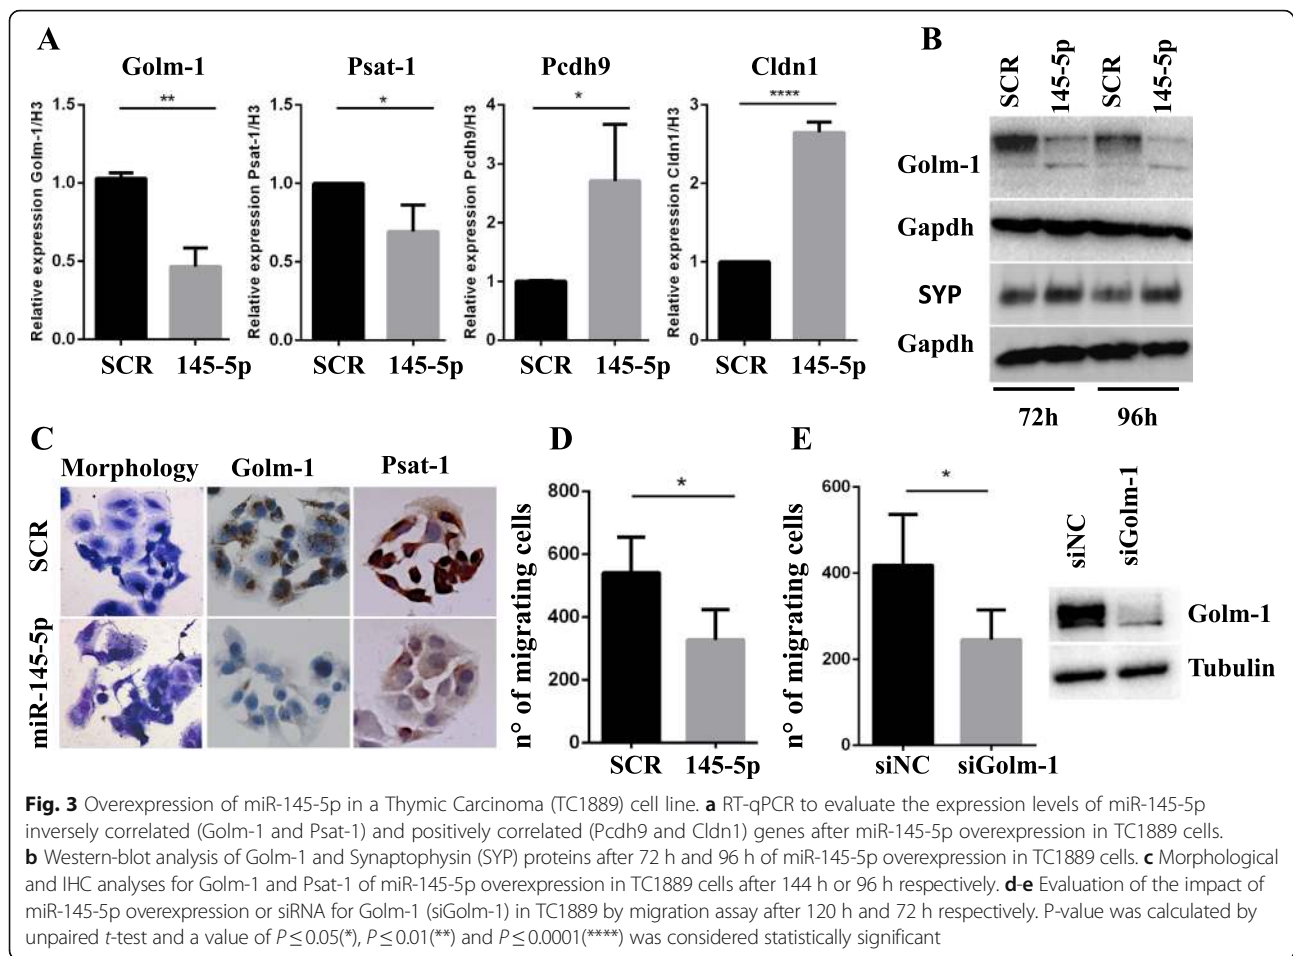 A
Golm-1
Psat-1
Pcdh9
Cldn1
Relative expression Golm-1/H3
1.5
1.0
0.5
0.0
**
SCR 145-5p
Relative expression Psat-1/H3
1.5
1.0
0.5
0.0
*
SCR 145-5p
Relative expression Pcdh9/H3
4
3
2
1
0
*
SCR 145-5p
Relative expression Cldn1/H3
3
2
1
0
****
SCR 145-5p
B
SCR
145-5p
SCR
145-5p
Golm-1
Gapdh
SYP
Gapdh
72h
96h
C
Morphology
Golm-1
Psat-1
SCR
miR-145-5p
D
n° of migrating cells
800
600
400
200
0
*
SCR 145-5p
E
n° of migrating cells
600
400
200
0
*
siNC siGolm-1
siNC
siGolm-1
Golm-1
Tubulin
Fig. 3 Overexpression of miR-145-5p in a Thymic Carcinoma (TC1889) cell line. a RT-qPCR to evaluate the expression levels of miR-145-5p
inversely correlated (Golm-1 and Psat-1) and positively correlated (Pcdh9 and Cldn1) genes after miR-145-5p overexpression in TC1889 cells.
b Western-blot analysis of Golm-1 and Synaptophysin (SYP) proteins after 72 h and 96 h of miR-145-5p overexpression in TC1889 cells. c Morphological
and IHC analyses for Golm-1 and Psat-1 of miR-145-5p overexpression in TC1889 cells after 144 h or 96 h respectively. d-e Evaluation of the impact of
miR-145-5p overexpression or siRNA for Golm-1 (siGolm-1) in TC1889 by migration assay after 120 h and 72 h respectively. P-value was calculated by
unpaired t-test and a value of P ≤ 0.05(*), P ≤ 0.01(**) and P ≤ 0.0001(****) was considered statistically significant